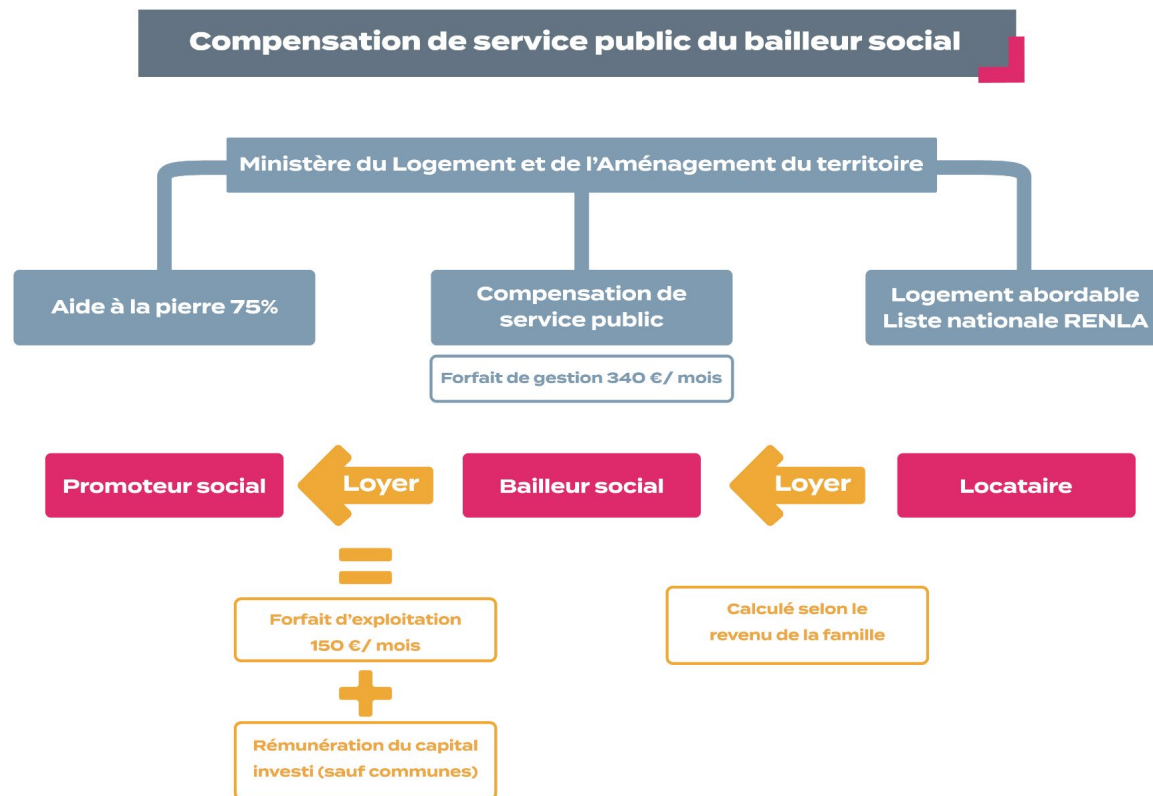 Compensation de service public du bailleur social
Ministère du Logement et de l'Aménagement du territoire
Aide à la pierre 75%
Compensation de
service public
Logement abordable
Liste nationale RENLA
Forfait de gestion 340 €/ mois
Promoteur social
Loyer
Bailleur social
Loyer
Locataire
Forfait d'exploitation
150 €/ mois
Calculé selon le
revenu de la famille
Rémunération du capital
investi (sauf communes)